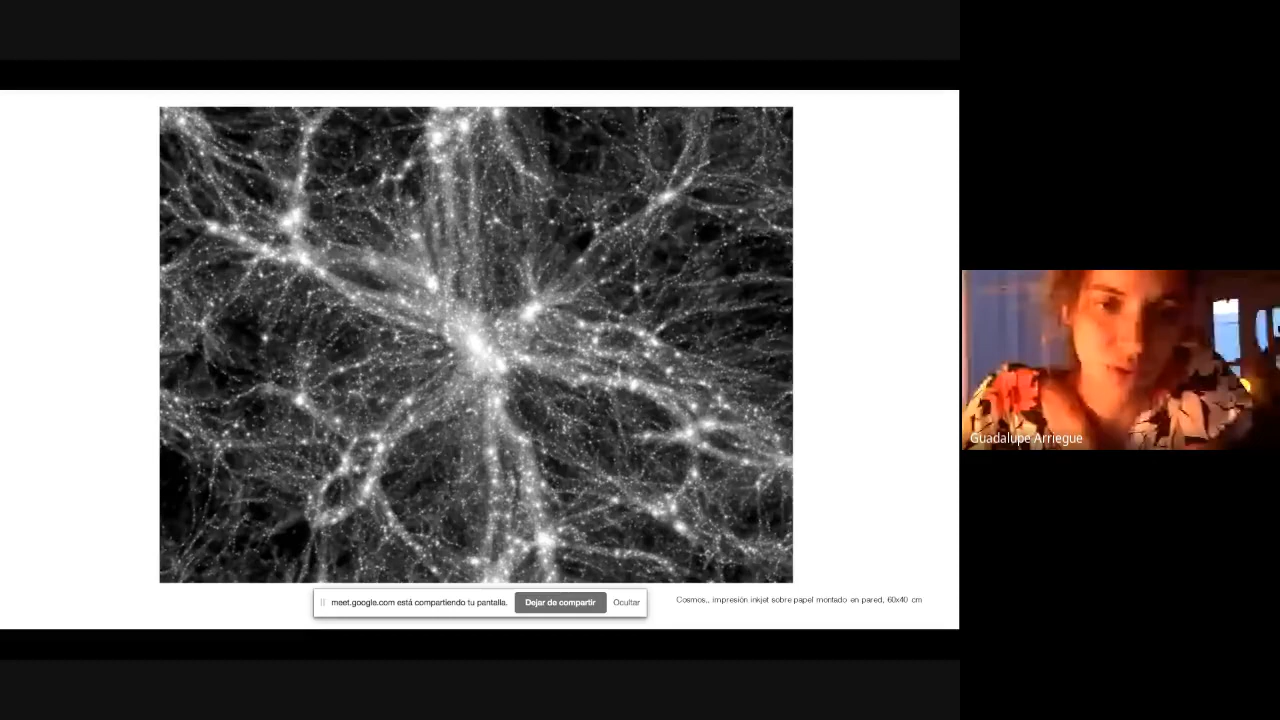 Guadalupe Arriegue
meet.google.com está compartiendo tu pantalla. Dejar de compartir Ocultar
Cosmos,, impresión inkjet sobre papel montado en pared, 60x40 cm